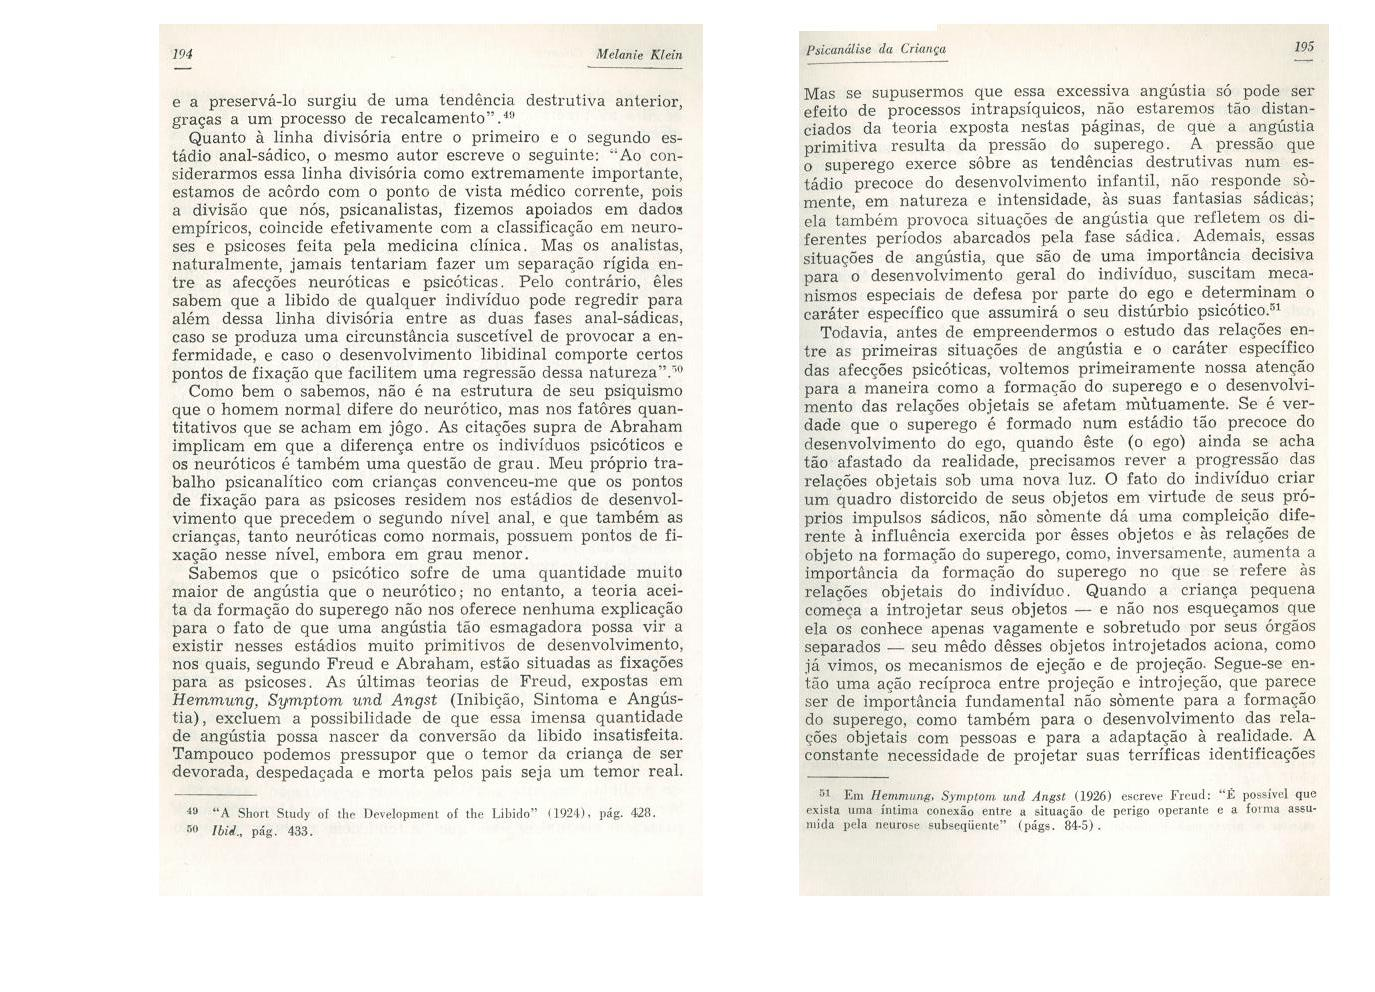 194
Melanie Klein
e a preservá-lo surgiu de uma tendência destrutiva anterior,
graças a um processo de recalcamento”.⁴⁹
Quanto à linha divisória entre o primeiro e o segundo es-
tádio anal-sádico, o mesmo autor escreve o seguinte: “Ao con-
siderarmos essa linha divisória como extremamente importante,
estamos de acôrdo com o ponto de vista médico corrente, pois
a divisão que nós, psicanalistas, fizemos apoiados em dados
empíricos, coincide efetivamente com a classificação em neuro-
ses e psicoses feita pela medicina clínica. Mas os analistas,
naturalmente, jamais tentariam fazer um separação rígida en-
tre as afecções neuróticas e psicóticas. Pelo contrário, êles
sabem que a libido de qualquer indivíduo pode regredir para
além dessa linha divisória entre as duas fases anal-sádicas,
caso se produza uma circunstância suscetível de provocar a en-
fermidade, e caso o desenvolvimento libidinal comporte certos
pontos de fixação que facilitem uma regressão dessa natureza”.⁵⁰
Como bem o sabemos, não é na estrutura de seu psiquismo
que o homem normal difere do neurótico, mas nos fatôres quan-
titativos que se acham em jôgo. As citações supra de Abraham
implicam em que a diferença entre os indivíduos psicóticos e
os neuróticos é também uma questão de grau. Meu próprio tra-
balho psicanalítico com crianças convenceu-me que os pontos
de fixação para as psicoses residem nos estádios de desenvol-
vimento que precedem o segundo nível anal, e que também as
crianças, tanto neuróticas como normais, possuem pontos de fi-
xação nesse nível, embora em grau menor.
Sabemos que o psicótico sofre de uma quantidade muito
maior de angústia que o neurótico; no entanto, a teoria acei-
ta da formação do superego não nos oferece nenhuma explicação
para o fato de que uma angústia tão esmagadora possa vir a
existir nesses estádios muito primitivos de desenvolvimento,
nos quais, segundo Freud e Abraham, estão situadas as fixações
para as psicoses. As últimas teorias de Freud, expostas em
Hemmung, Symptom und Angst (Inibição, Sintoma e Angús-
tia), excluem a possibilidade de que essa imensa quantidade
de angústia possa nascer da conversão da libido insatisfeita.
Tampouco podemos pressupor que o temor da criança de ser
devorada, despedaçada e morta pelos pais seja um temor real.
49 “A Short Study of the Development of the Libido” (1924), pág. 428.
50 Ibid., pág. 433.
Psicanálise da Criança
195
Mas se supusermos que essa excessiva angústia só pode ser
efeito de processos intrapsíquicos, não estaremos tão distan-
ciados da teoria exposta nestas páginas, de que a angústia
primitiva resulta da pressão do superego. A pressão que
o superego exerce sôbre as tendências destrutivas num es-
tádio precoce do desenvolvimento infantil, não responde sò-
mente, em natureza e intensidade, às suas fantasias sádicas;
ela também provoca situações de angústia que refletem os di-
ferentes períodos abarcados pela fase sádica. Ademais, essas
situações de angústia, que são de uma importância decisiva
para o desenvolvimento geral do indivíduo, suscitam meca-
nismos especiais de defesa por parte do ego e determinam o
caráter específico que assumirá o seu distúrbio psicótico.⁵¹
Todavia, antes de empreendermos o estudo das relações en-
tre as primeiras situações de angústia e o caráter específico
das afecções psicóticas, voltemos primeiramente nossa atenção
para a maneira como a formação do superego e o desenvolvi-
mento das relações objetais se afetam mùtuamente. Se é ver-
dade que o superego é formado num estádio tão precoce do
desenvolvimento do ego, quando êste (o ego) ainda se acha
tão afastado da realidade, precisamos rever a progressão das
relações objetais sob uma nova luz. O fato do indivíduo criar
um quadro distorcido de seus objetos em virtude de seus pró-
prios impulsos sádicos, não sòmente dá uma compleição dife-
rente à influência exercida por êsses objetos e às relações de
objeto na formação do superego, como, inversamente, aumenta a
importância da formação do superego no que se refere às
relações objetais do indivíduo. Quando a criança pequena
começa a introjetar seus objetos — e não nos esqueçamos que
ela os conhece apenas vagamente e sobretudo por seus órgãos
separados — seu mêdo dêsses objetos introjetados aciona, como
já vimos, os mecanismos de ejeção e de projeção. Segue-se en-
tão uma ação recíproca entre projeção e introjeção, que parece
ser de importância fundamental não sòmente para a formação
do superego, como também para o desenvolvimento das rela-
ções objetais com pessoas e para a adaptação à realidade. A
constante necessidade de projetar suas terríficas identificações
51 Em Hemmung, Symptom und Angst (1926) escreve Freud: “É possível que
exista uma íntima conexão entre a situação de perigo operante e a forma assu-
mida pela neurose subseqüente” (págs. 84-5).